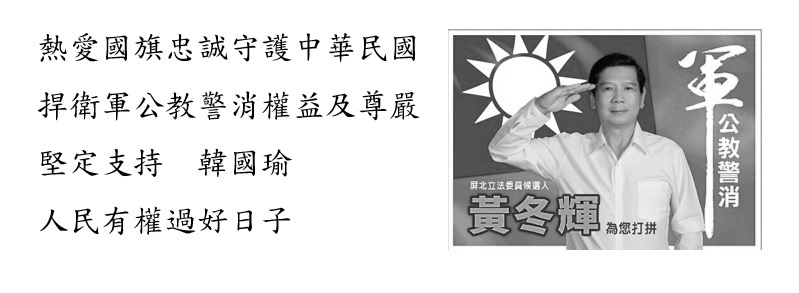 熱愛國旗忠誠守護中華民國
捍衛軍公教警消權益及尊嚴
堅定支持　韓國瑜
人民有權過好日子
軍公教警消
屏北立法委員候選人
黃冬輝
為您打拼